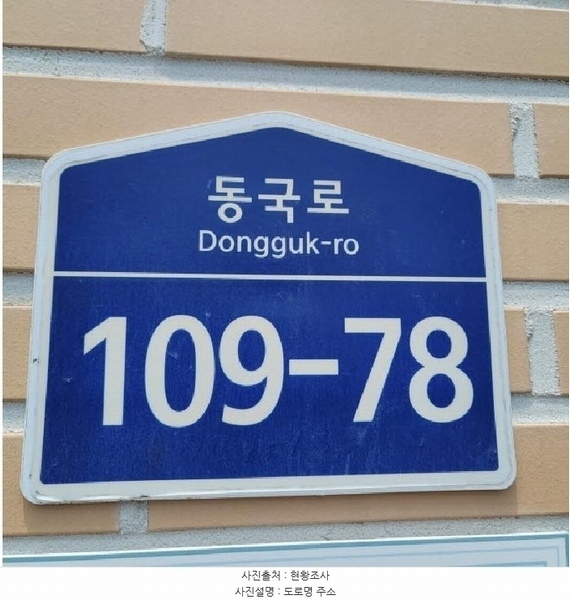 동국로
Dongguk-ro
109-78
사진출처 : 현황조사
사진설명 : 도로명 주소